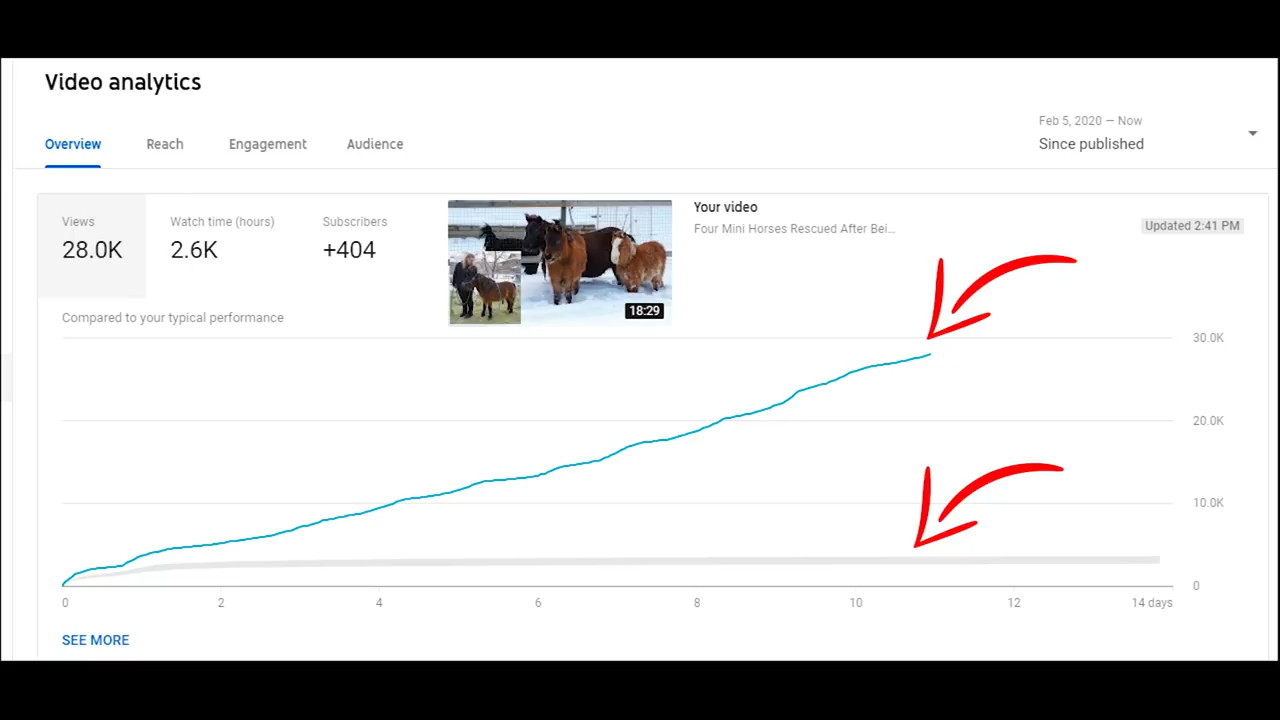 Video analytics
Feb 5, 2020 – Now
Overview
Reach
Engagement
Audience
Since published
Views
Watch time (hours)
Subscribers
28.0K
2.6K
+404
Your video
Four Mini Horses Rescued After Bei...
Updated 2:41 PM
18:29
Compared to your typical performance
30.0K
20.0K
10.0K
0
0
2
4
6
8
10
12
14 days
SEE MORE